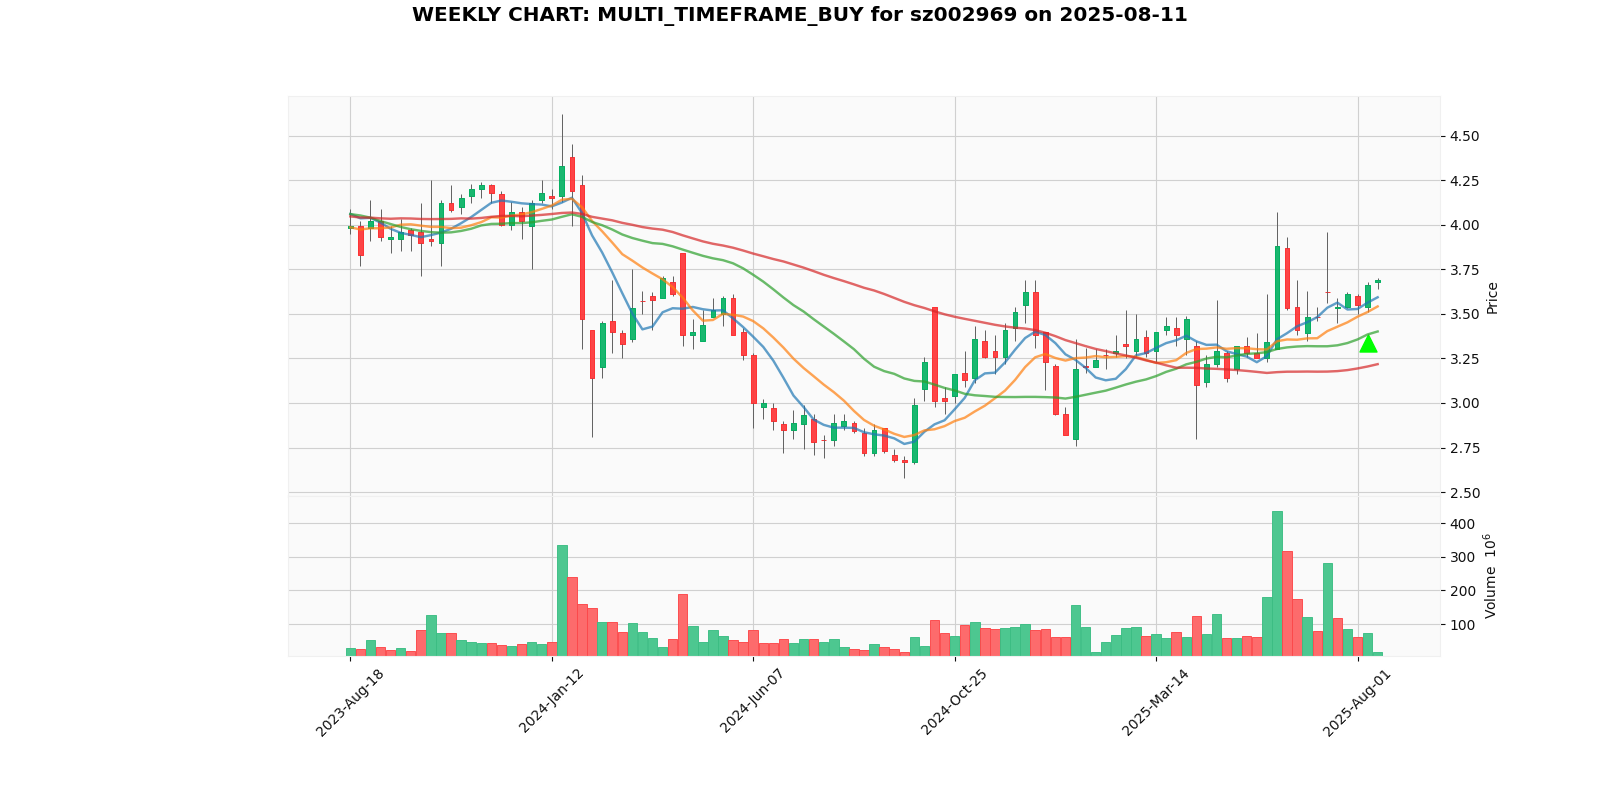 WEEKLY CHART: MULTI_TIMEFRAME_BUY for sz002969 on 2025-08-11
4.50
4.25
4.00
3.75
3.50
3.25
3.00
2.75
2.50
Price
400
300
200
100
Volume 10^6
2023-Aug-18
2024-Jan-12
2024-Jun-07
2024-Oct-25
2025-Mar-14
2025-Aug-01